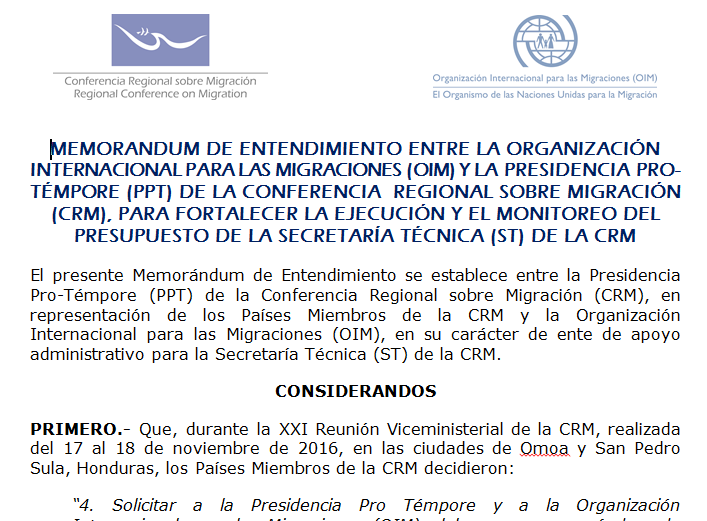 Conferencia Regional sobre Migración
Regional Conference on Migration
Organización Internacional para las Migraciones (OIM)
El Organismo de las Naciones Unidas para la Migración
MEMORANDUM DE ENTENDIMIENTO ENTRE LA ORGANIZACIÓN
INTERNACIONAL PARA LAS MIGRACIONES (OIM) Y LA PRESIDENCIA PRO-
TÉMPORE (PPT) DE LA CONFERENCIA REGIONAL SOBRE MIGRACIÓN
(CRM), PARA FORTALECER LA EJECUCIÓN Y EL MONITOREO DEL
PRESUPUESTO DE LA SECRETARÍA TÉCNICA (ST) DE LA CRM
El presente Memorándum de Entendimiento se establece entre la Presidencia
Pro-Témpore (PPT) de la Conferencia Regional sobre Migración (CRM), en
representación de los Países Miembros de la CRM y la Organización
Internacional para las Migraciones (OIM), en su carácter de ente de apoyo
administrativo para la Secretaría Técnica (ST) de la CRM.
CONSIDERANDOS
PRIMERO.- Que, durante la XXI Reunión Viceministerial de la CRM, realizada
del 17 al 18 de noviembre de 2016, en las ciudades de Omoa y San Pedro
Sula, Honduras, los Países Miembros de la CRM decidieron:
“4. Solicitar a la Presidencia Pro Témpore y a la Organización